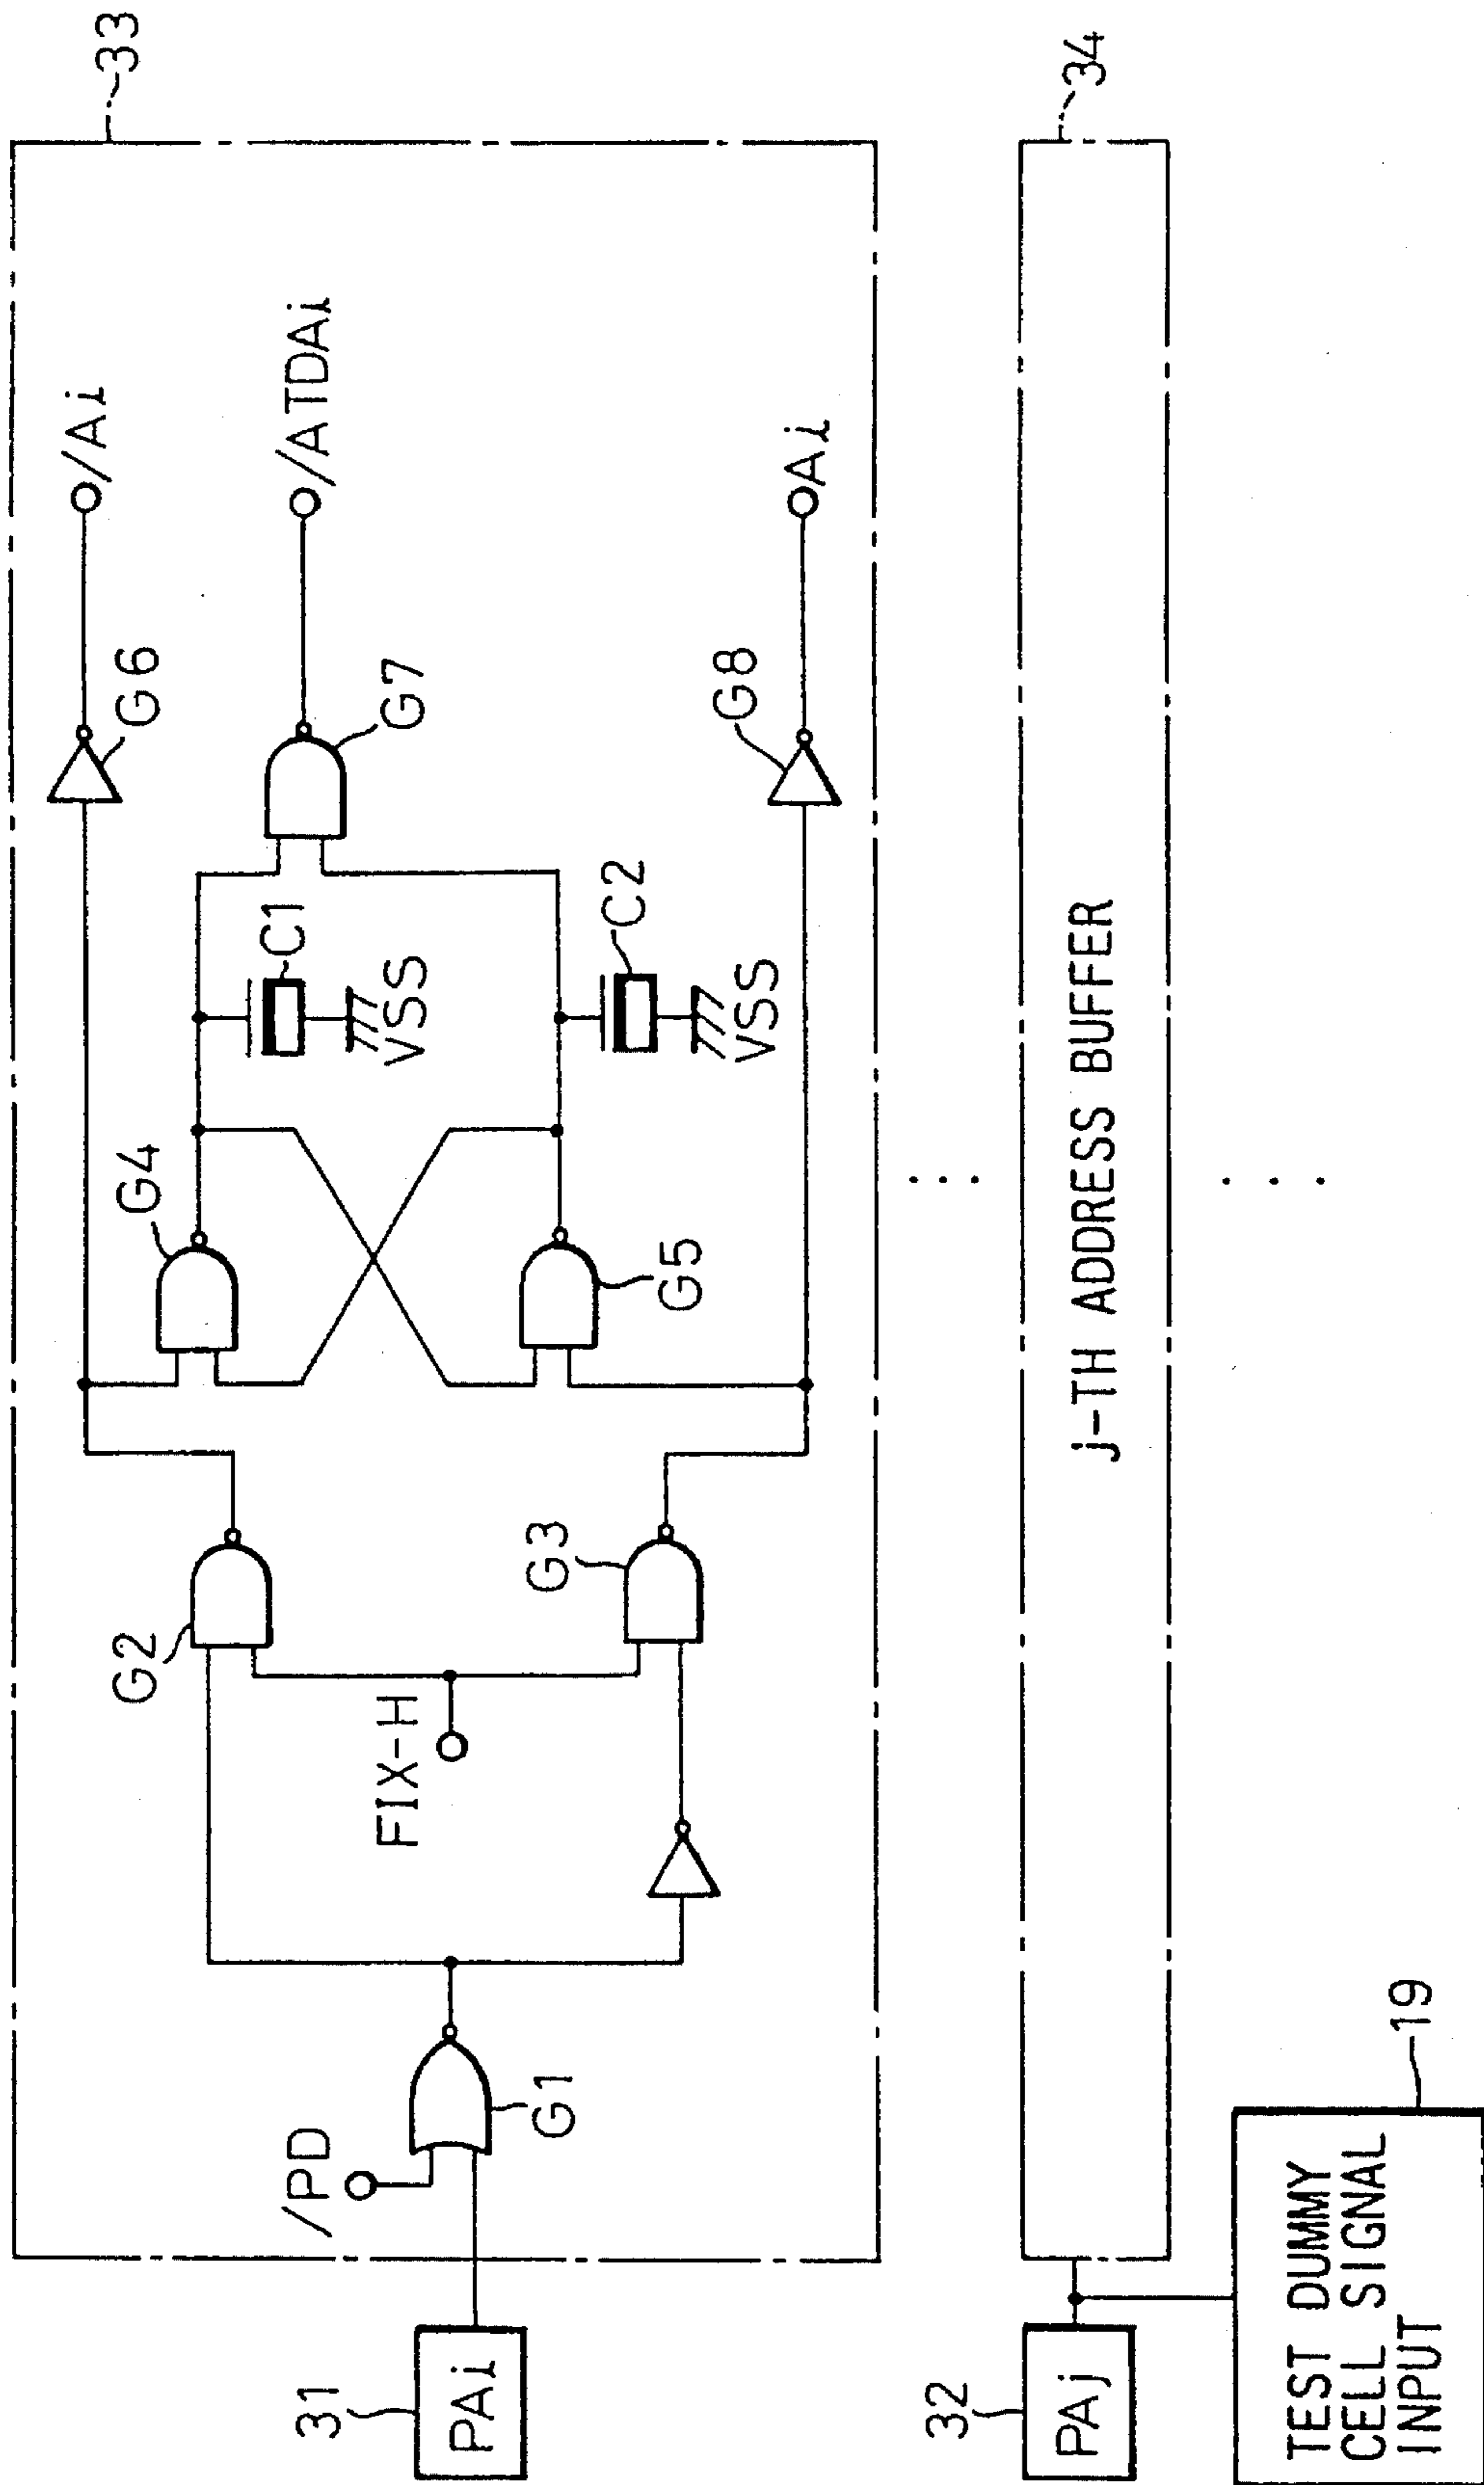 33
/Ai
/ATDAi
Ai
G6
G7
G8
C1
VSS
C2
VSS
G4
G5
G2
G3
FIX-H
/PD
G1
31
PAi
34
j-TH ADDRESS BUFFER
32
PAj
19
TEST DUMMY
CELL SIGNAL
INPUT